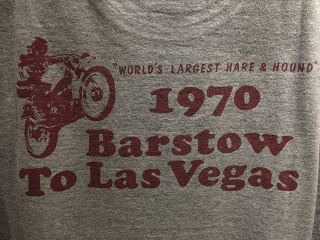 "WORLD'S LARGEST HARE & HOUND"
1970
Barstow
To Las Vegas